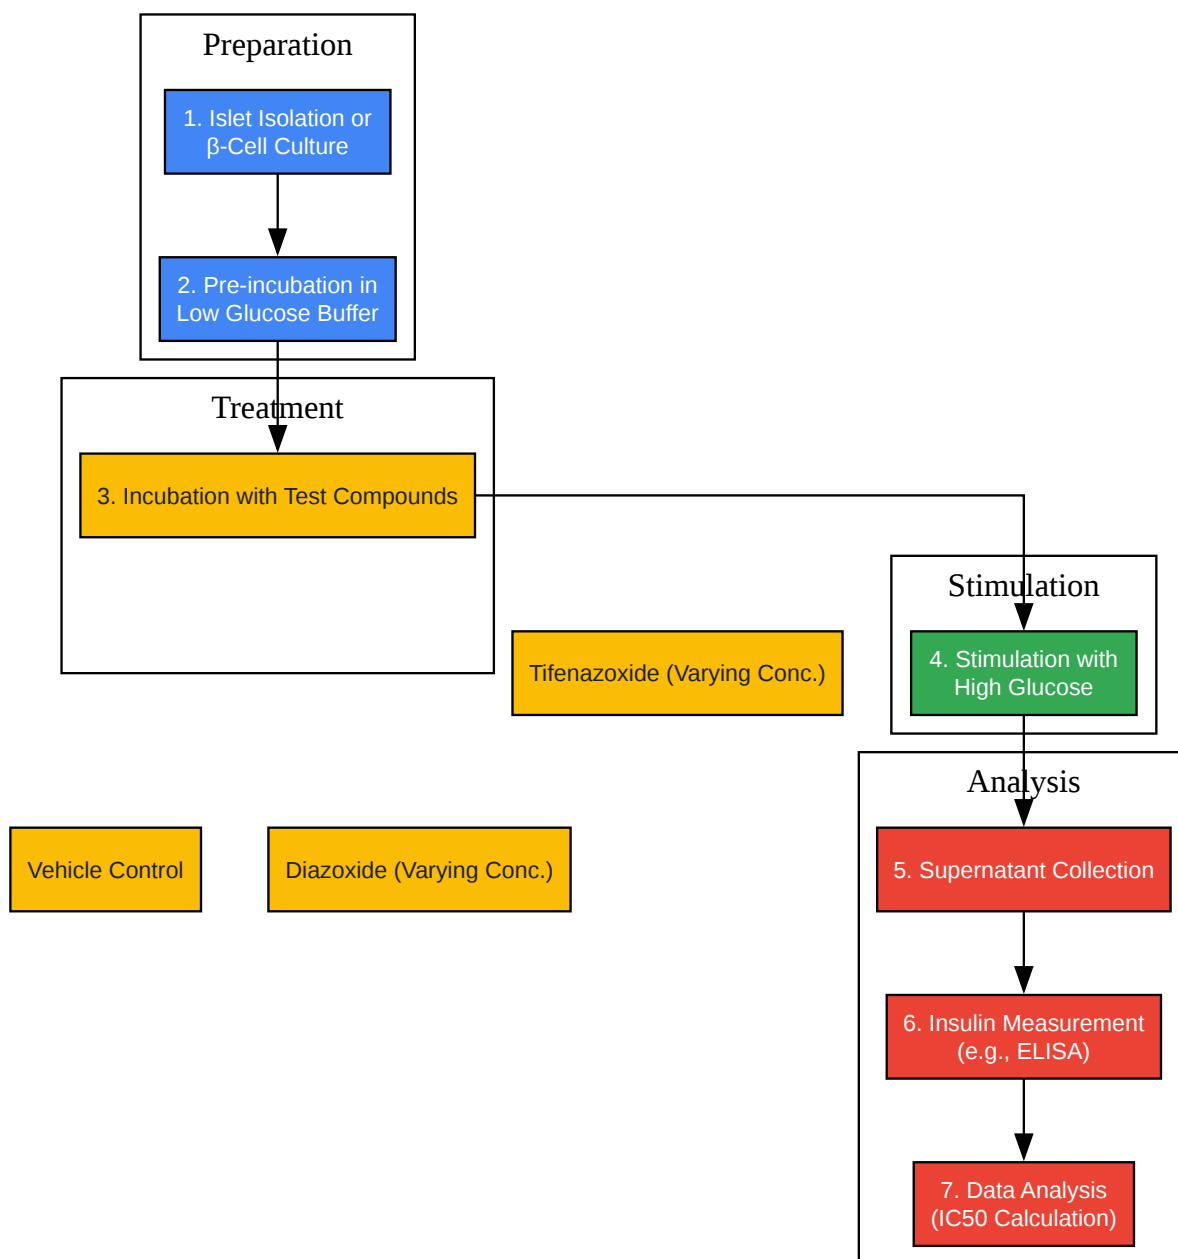 Preparation
1. Islet Isolation or
β-Cell Culture
2. Pre-incubation in
Low Glucose Buffer
Treatment
3. Incubation with Test Compounds
Stimulation
Tifenazoxide (Varying Conc.)
4. Stimulation with
High Glucose
Analysis
Vehicle Control
Diazoxide (Varying Conc.)
5. Supernatant Collection
6. Insulin Measurement
(e.g., ELISA)
7. Data Analysis
(IC50 Calculation)